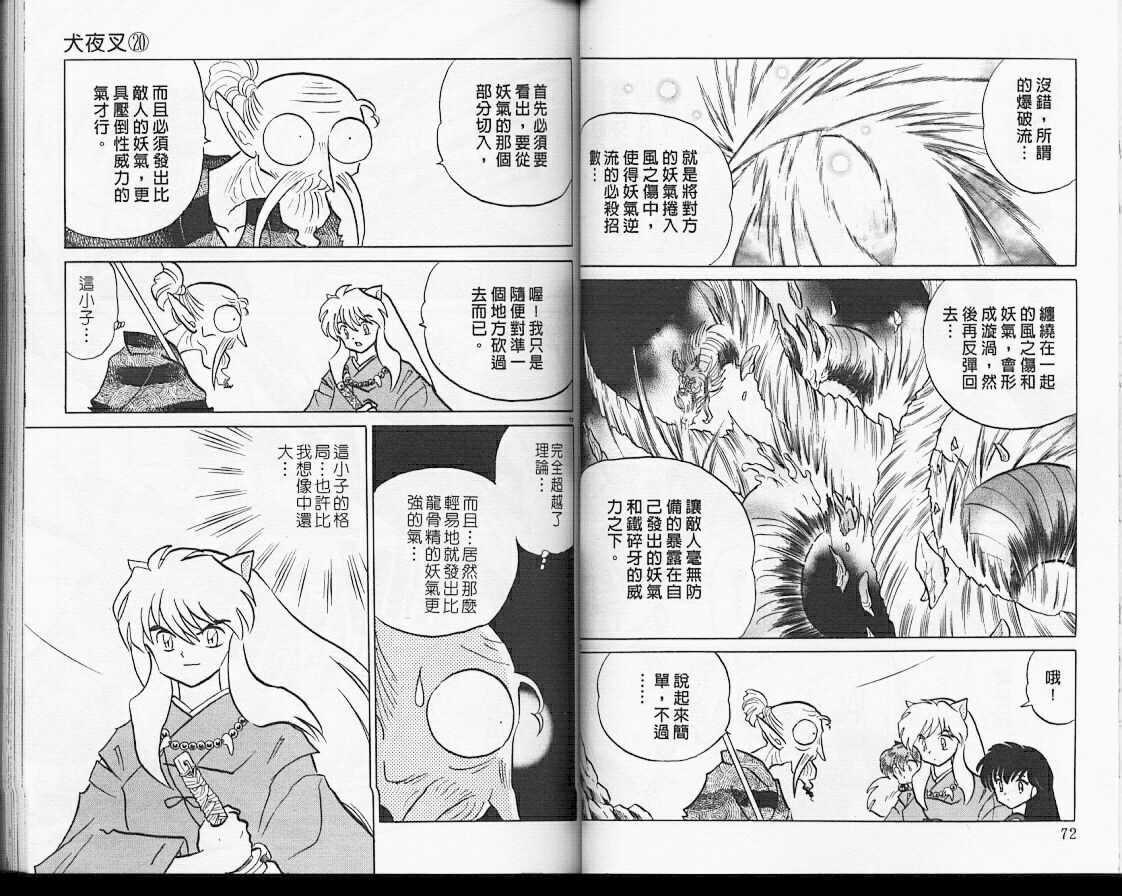 沒錯，所謂
的爆破流…
就是將對方
的妖氣捲入
風之傷中，
使得妖氣逆
流的必殺招
數…
纏繞在一起
的風之傷和
妖氣，會形
成漩渦，然
後再反彈回
去…
讓敵人毫無防
備的暴露在自
己發出的妖氣
和鐵碎牙的威
力之下。
哦！
說起來簡
單，不過
……
72
犬夜叉⑳
首先必須要
看出，要從
妖氣的那個
部分切入，
而且必須發出比
敵人的妖氣，更
具壓倒性威力的
氣才行。
喔！我只是
隨便對準一
個地方砍過
去而已。
這小子…
完全超越了
理論…
而且…居然那麼
輕易地就發出比
龍骨精的妖氣更
強的氣…
這小子的格
局…也許比
我想像中還
大…